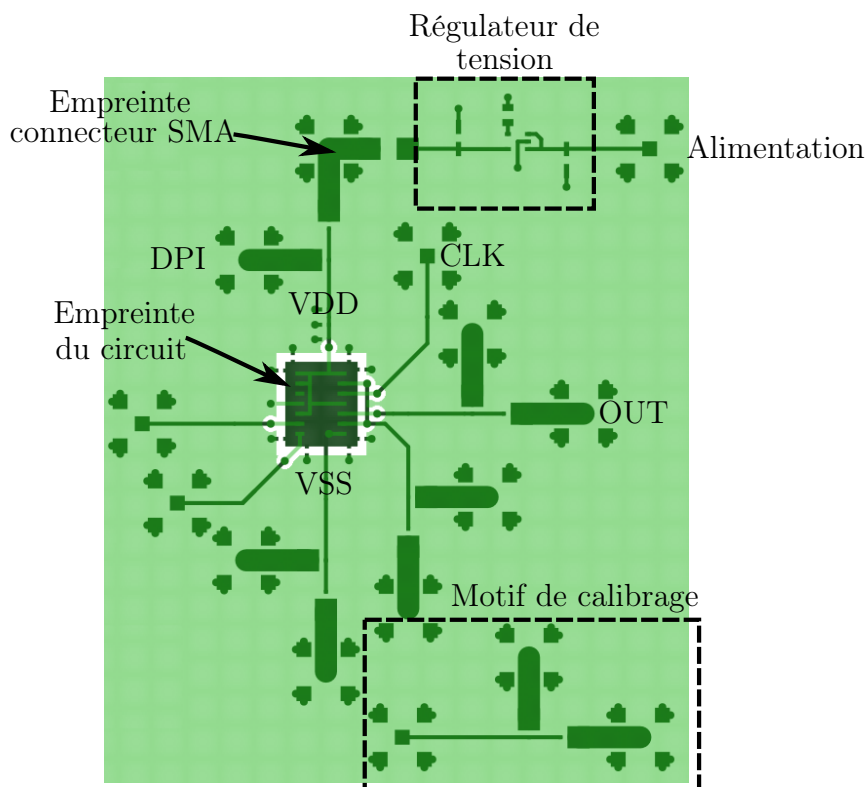 Régulateur de
tension
Empreinte
connecteur SMA
Alimentation
DPI
CLK
VDD
Empreinte
du circuit
OUT
VSS
Motif de calibrage